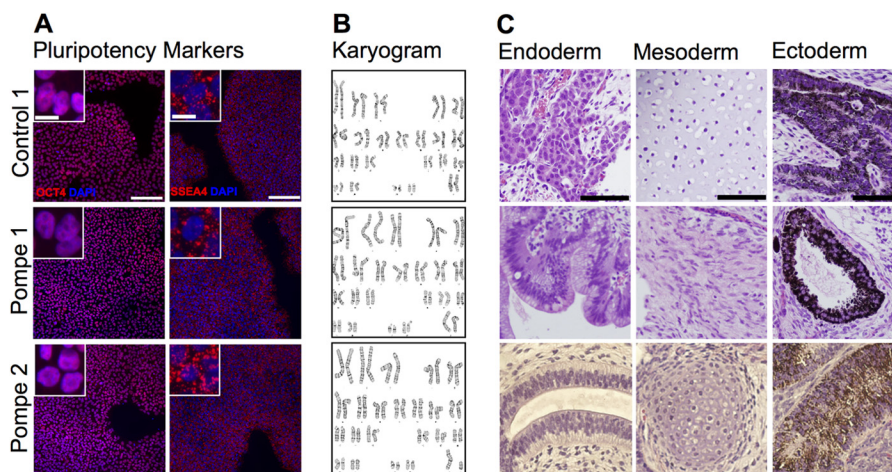 A
Pluripotency Markers
B
Karyogram
C
Endoderm
Mesoderm
Ectoderm
Control 1
OCT4 DAPI
SSEA4 DAPI
Pompe 1
Pompe 2